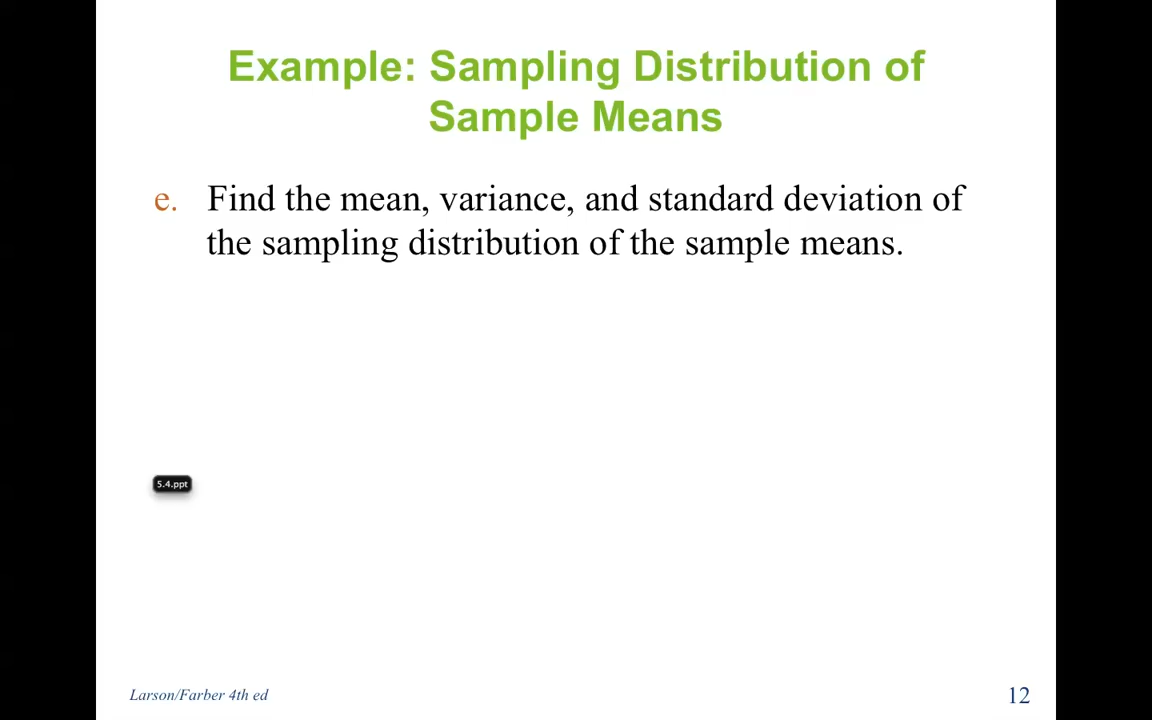 Example: Sampling Distribution of
Sample Means
e. Find the mean, variance, and standard deviation of
the sampling distribution of the sample means.
5.4.ppt
Larson/Farber 4th ed
12